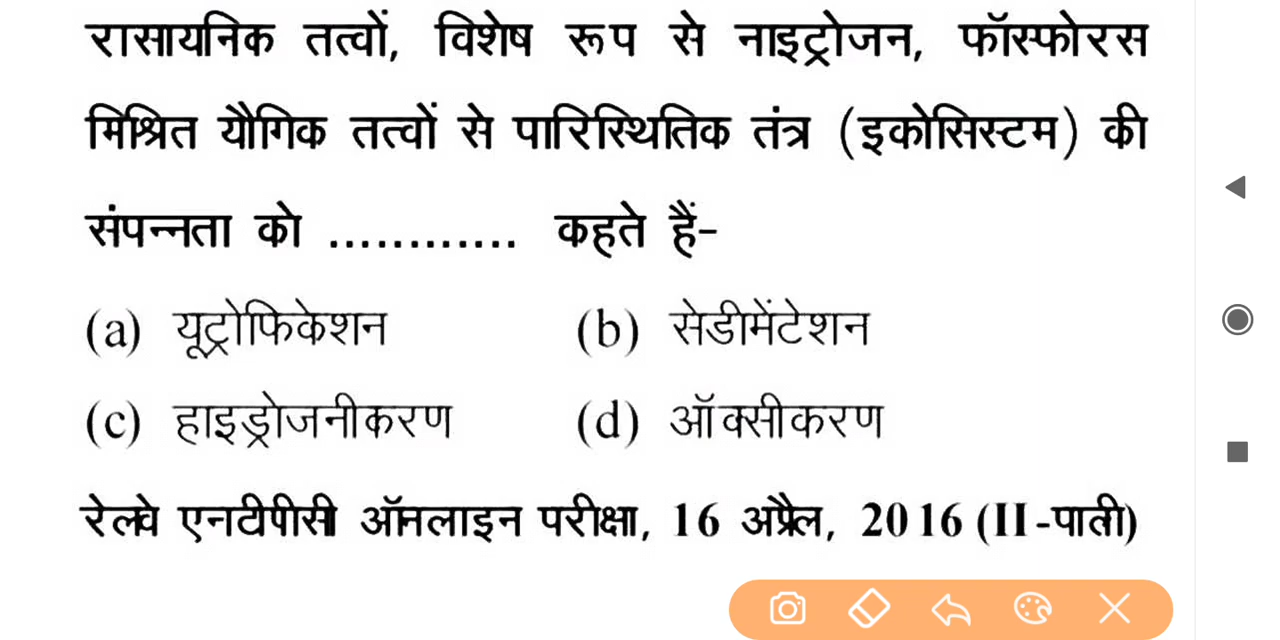 रासायनिक तत्वों, विशेष रूप से नाइट्रोजन, फॉस्फोरस
मिश्रित यौगिक तत्वों से पारिस्थितिक तंत्र (इकोसिस्टम) की
संपन्नता को ............. कहते हैं-
(a) यूट्रोफिकेशन (b) सेडीमेंटेशन
(c) हाइड्रोजनीकरण (d) ऑक्सीकरण
रेलवे एनटीपीसी ऑनलाइन परीक्षा, 16 अप्रैल, 2016 (II-पाली)